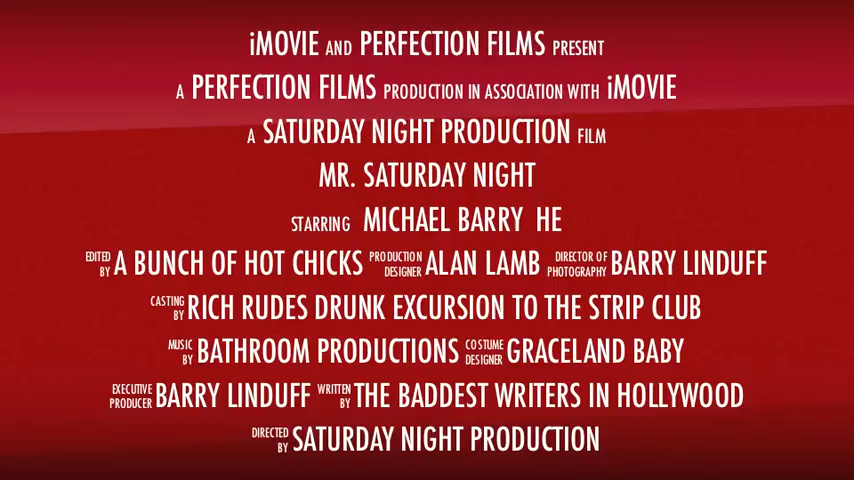 iMOVIE AND PERFECTION FILMS PRESENT
A PERFECTION FILMS PRODUCTION IN ASSOCIATION WITH iMOVIE
A SATURDAY NIGHT PRODUCTION FILM
MR. SATURDAY NIGHT
STARRING MICHAEL BARRY HE
EDITED BY A BUNCH OF HOT CHICKS PRODUCTION DESIGNER ALAN LAMB DIRECTOR OF PHOTOGRAPHY BARRY LINDUFF
CASTING BY RICH RUDES DRUNK EXCURSION TO THE STRIP CLUB
MUSIC BY BATHROOM PRODUCTIONS COSTUME DESIGNER GRACELAND BABY
EXECUTIVE PRODUCER BARRY LINDUFF WRITTEN BY THE BADDEST WRITERS IN HOLLYWOOD
DIRECTED BY SATURDAY NIGHT PRODUCTION